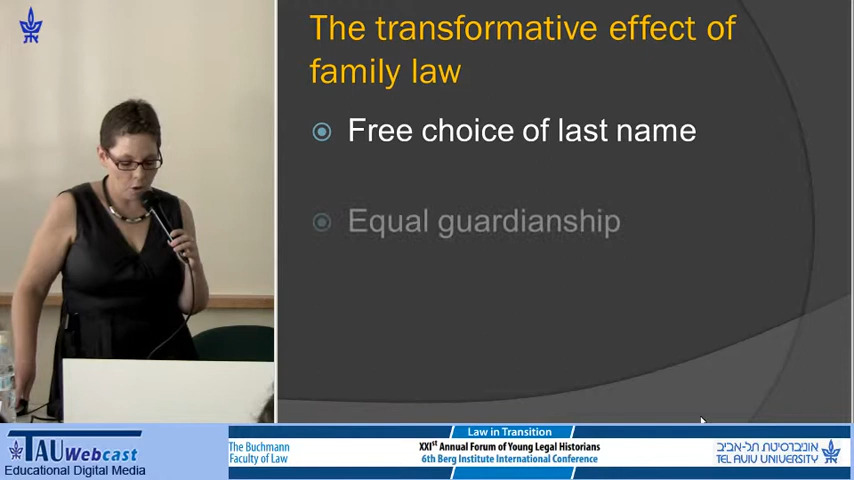 The transformative effect of
family law
Free choice of last name
Equal guardianship
Law in Transition
TAU Webcast
Educational Digital Media
The Buchmann
Faculty of Law
XXIst Annual Forum of Young Legal Historians
6th Berg Institute International Conference
אוניברסיטת תל-אביב
TEL AVIV UNIVERSITY